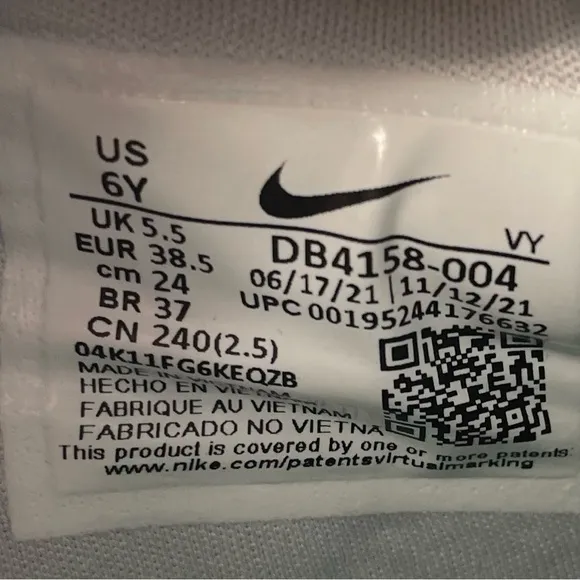 US
6Y
UK 5.5
EUR 38.5
cm 24
BR 37
CN 240(2.5)
VY
DB4158-004
06/17/21 | 11/12/21
UPC 00195244176632
04K11FG6KEQZB
MADE IN
HECHO EN VIETNAM
FABRIQUE AU VIETNAM
FABRICADO NO VIETNA
This product is covered by one or more patents.
www.nike.com/patentsvirtualmarking